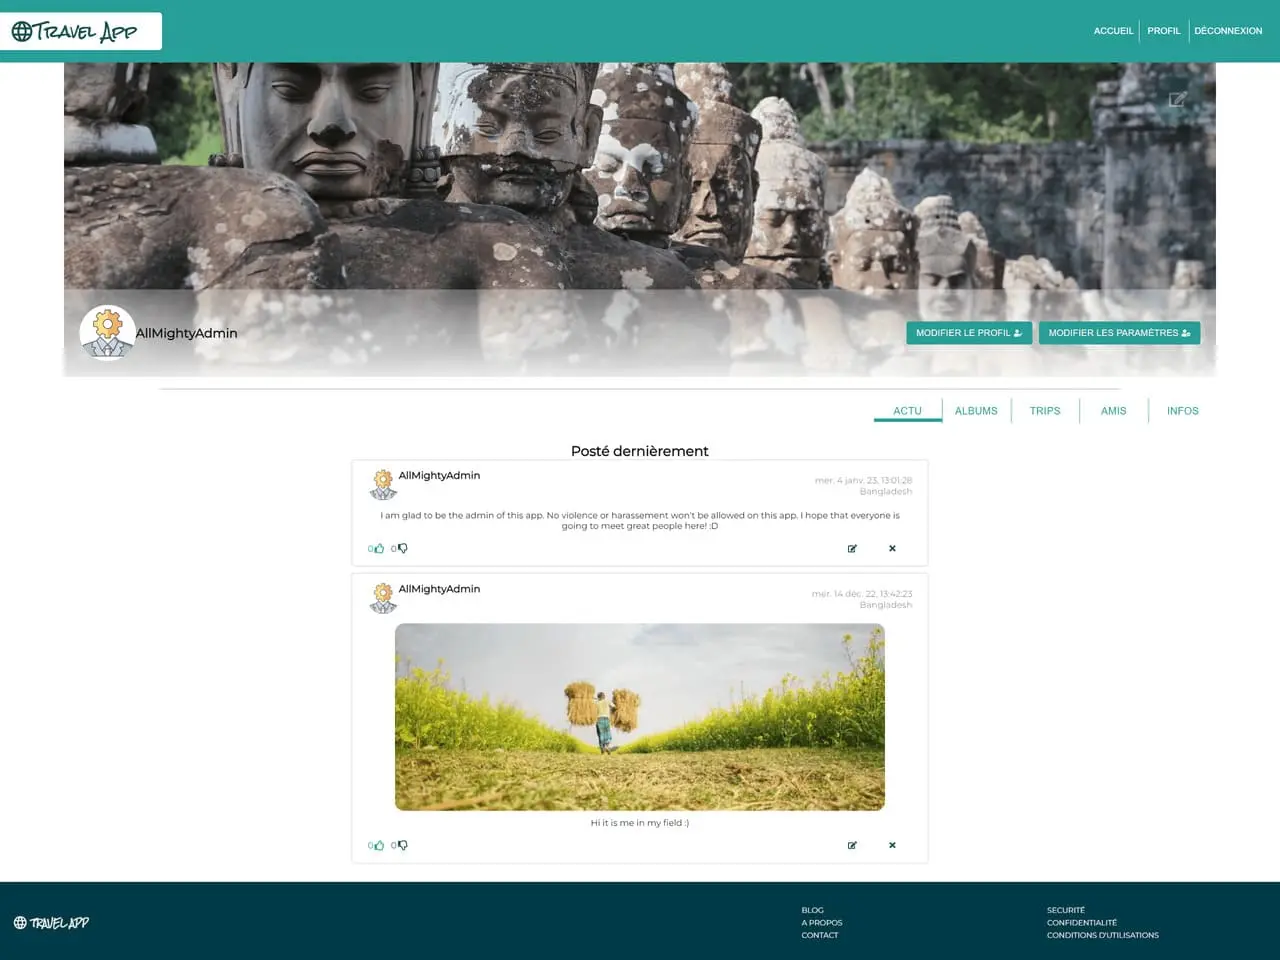 TRAVEL APP
ACCUEIL
PROFIL
DÉCONNEXION
AllMightyAdmin
MODIFIER LE PROFIL
MODIFIER LES PARAMÈTRES
ACTU
ALBUMS
TRIPS
AMIS
INFOS
Posté dernièrement
AllMightyAdmin
mer. 4 janv. 23, 13:01:28
Bangladesh
I am glad to be the admin of this app. No violence or harassement won't be allowed on this app. I hope that everyone is
going to meet great people here! :D
0 0
AllMightyAdmin
mer. 14 déc. 22, 13:42:23
Bangladesh
Hi it is me in my field :)
0 0
TRAVEL APP
BLOG
A PROPOS
CONTACT
SECURITÉ
CONFIDENTIALITÉ
CONDITIONS D'UTILISATIONS